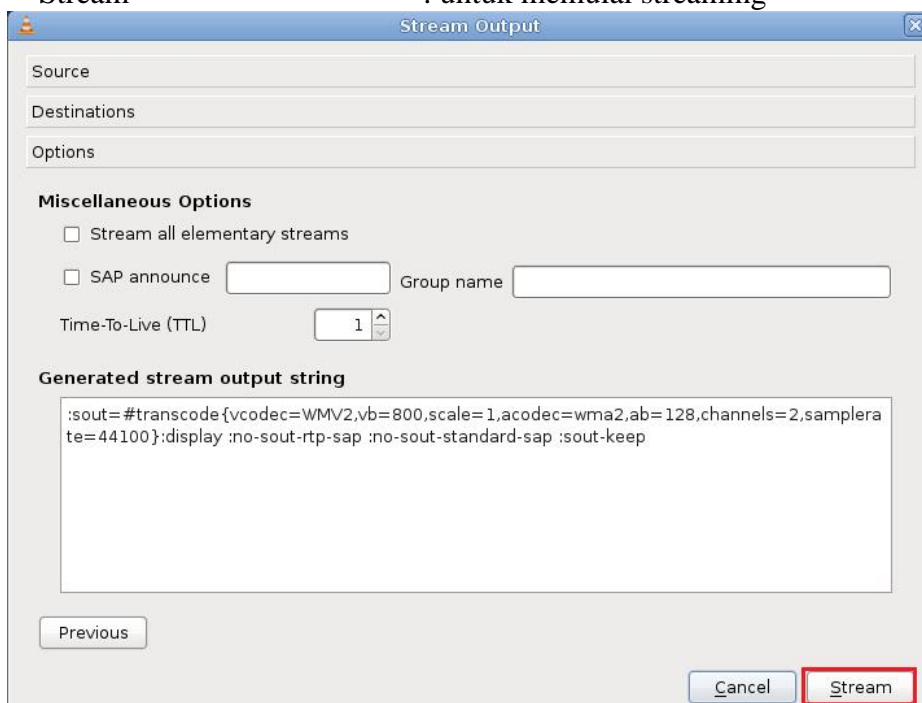 Stream : untuk memulai streaming
Stream Output
Source
Destinations
Options
Miscellaneous Options
Stream all elementary streams
SAP announce Group name
Time-To-Live (TTL) 1
Generated stream output string
:sout=#transcode{vcodec=WMV2,vb=800,scale=1,acodec=wma2,ab=128,channels=2,samplera
te=44100}:display :no-sout-rtp-sap :no-sout-standard-sap :sout-keep
Previous
Cancel Stream